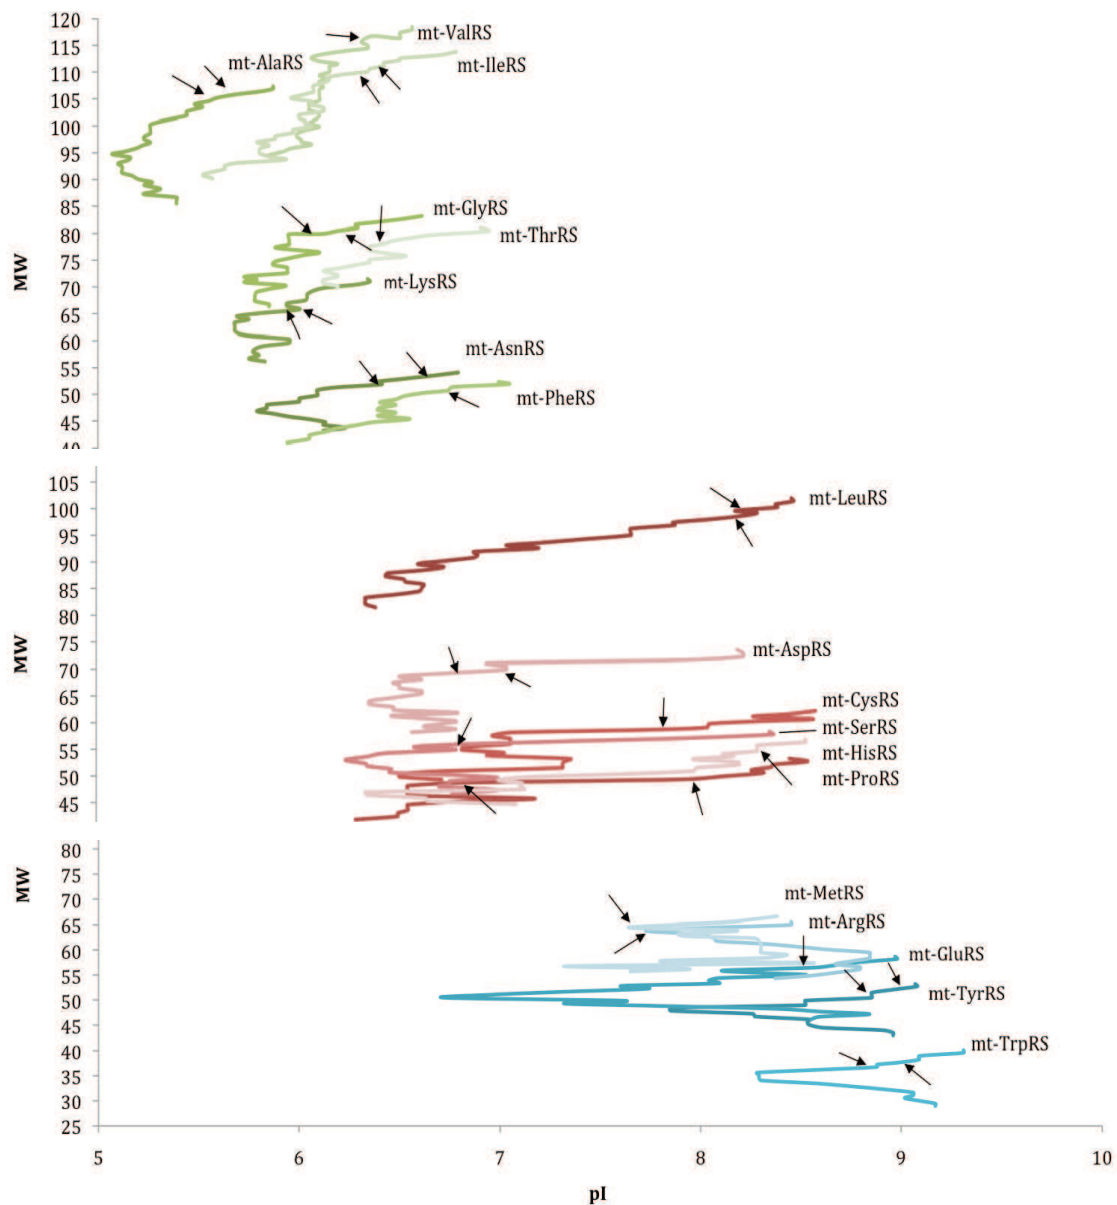 120
115
mt-ValRS
110
mt-AlaRS
mt-IleRS
105
100
95
90
85
mt-GlyRS
80
mt-ThrRS
75
MW
70
mt-LysRS
65
60
55
mt-AsnRS
50
mt-PheRS
45
40
105
100
mt-LeuRS
95
90
85
80
75
mt-AspRS
MW
70
65
mt-CysRS
60
mt-SerRS
55
mt-HisRS
50
mt-ProRS
45
80
MW
75
70
mt-MetRS
65
mt-ArgRS
60
mt-GluRS
55
50
mt-TyrRS
45
40
mt-TrpRS
35
30
25
5 6 7 8 9 10
pI